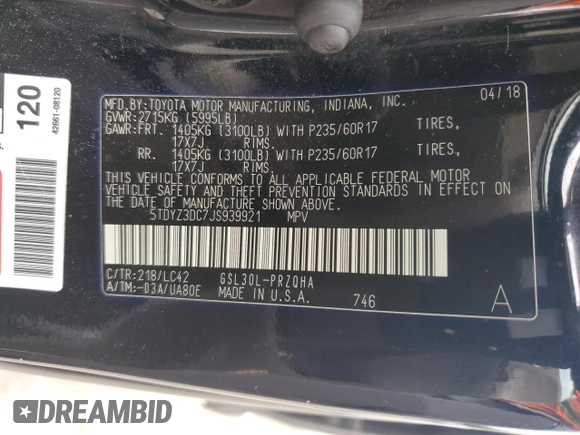 120
42661-08120
MFD.BY:TOYOTA MOTOR MANUFACTURING, INDIANA, INC. 04/18
GVWR:2715KG (5995LB)
GAWR:FRT. 1405KG (3100LB) WITH P235/60R17 TIRES,
17X7J RIMS.
RR. 1405KG (3100LB) WITH P235/60R17 TIRES,
17X7J RIMS.
THIS VEHICLE CONFORMS TO ALL APPLICABLE FEDERAL MOTOR
VEHICLE SAFETY AND THEFT PREVENTION STANDARDS IN EFFECT ON
THE DATE OF MANUFACTURE SHOWN ABOVE.
5TDYZ3DC7JS939921 MPV
C/TR:218/LC42 GSL30L-PRZQHA
A/TM:-03A/UA80E MADE IN U.S.A. 746 A
DREAMBID